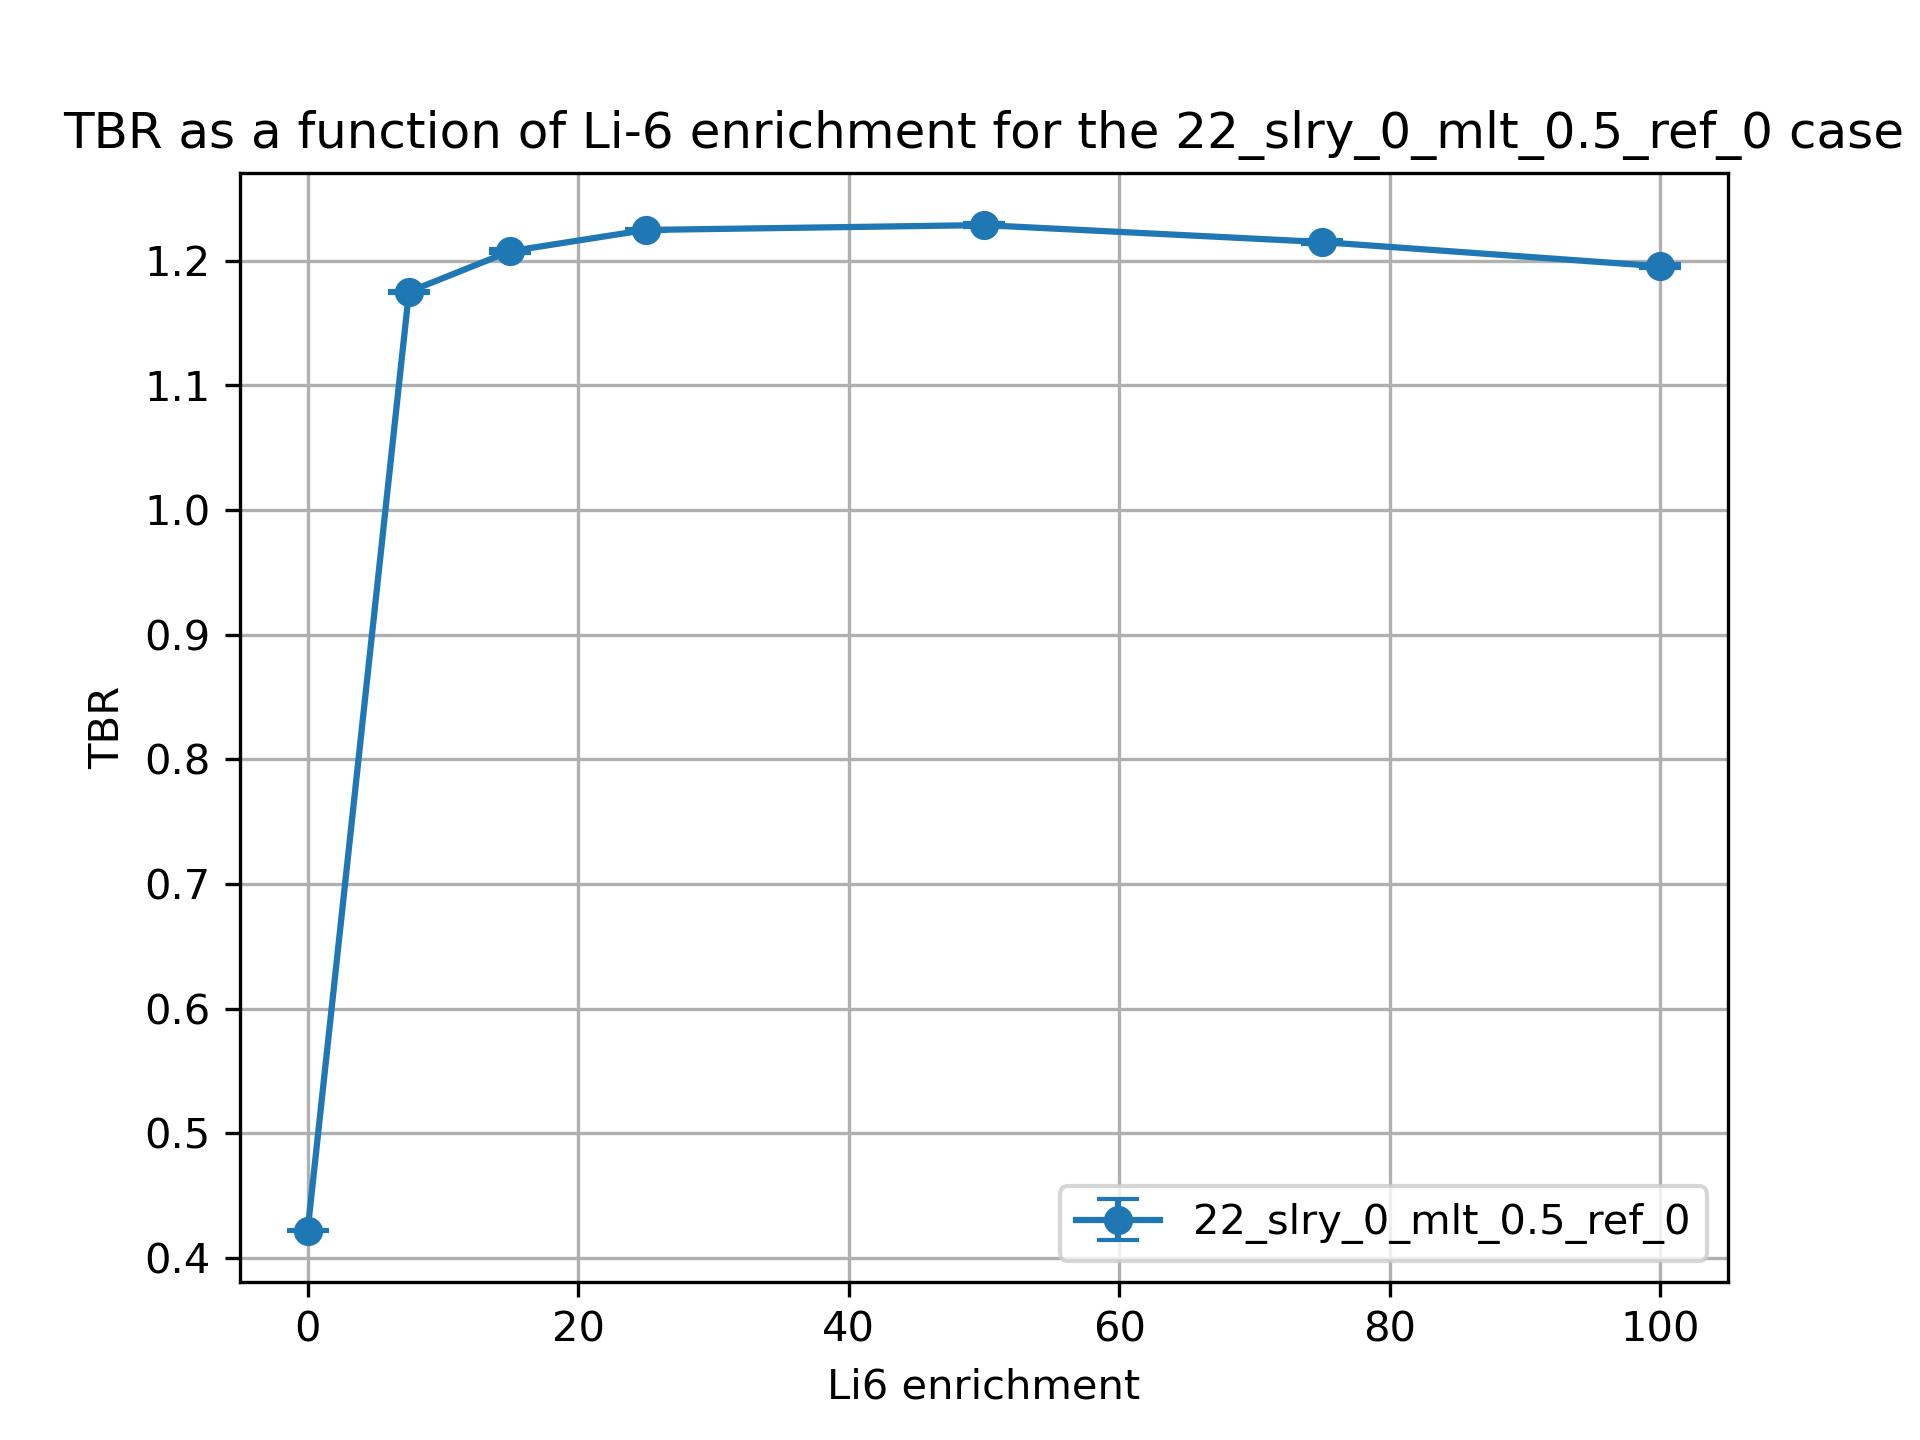 TBR as a function of Li-6 enrichment for the 22_slry_0_mlt_0.5_ref_0 case
TBR
1.2
1.1
1.0
0.9
0.8
0.7
0.6
0.5
0.4
22_slry_0_mlt_0.5_ref_0
0 20 40 60 80 100
Li6 enrichment